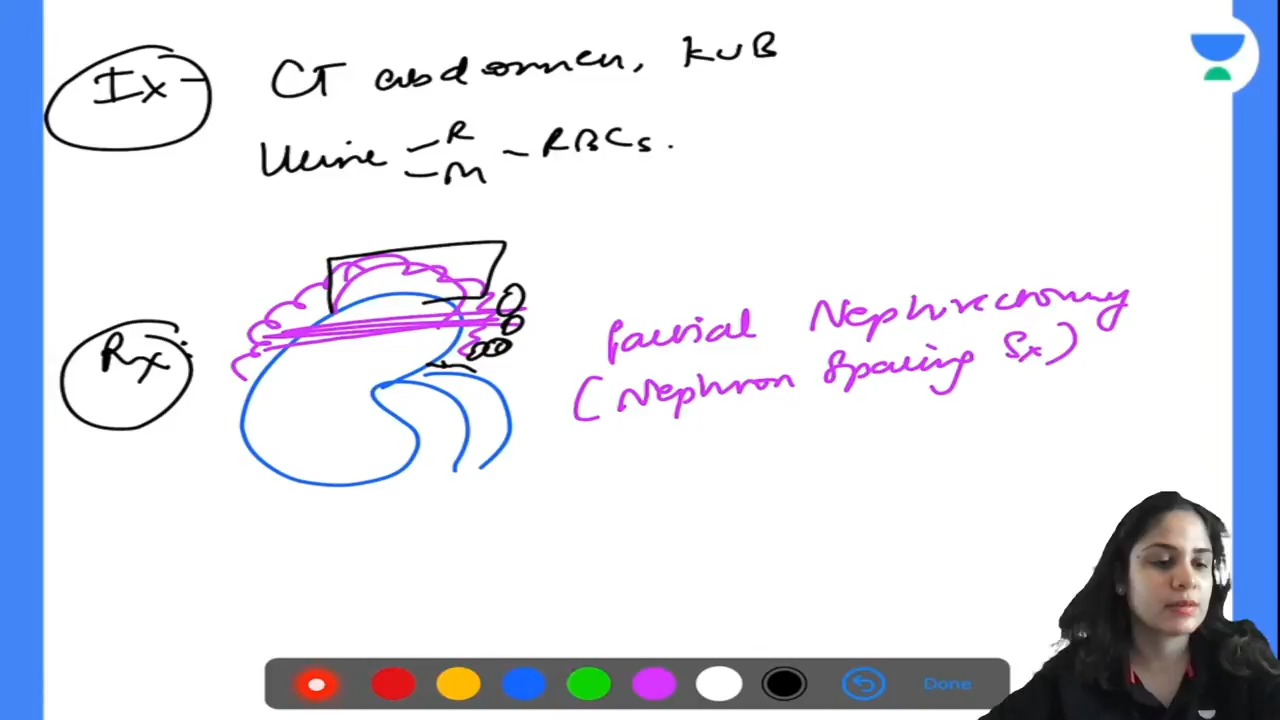 Ix
CT abdomen, KUB
Urine - R
- M - RBCs.
Rx
Partial Nephrectomy
(Nephron Sparing Sx)
Done